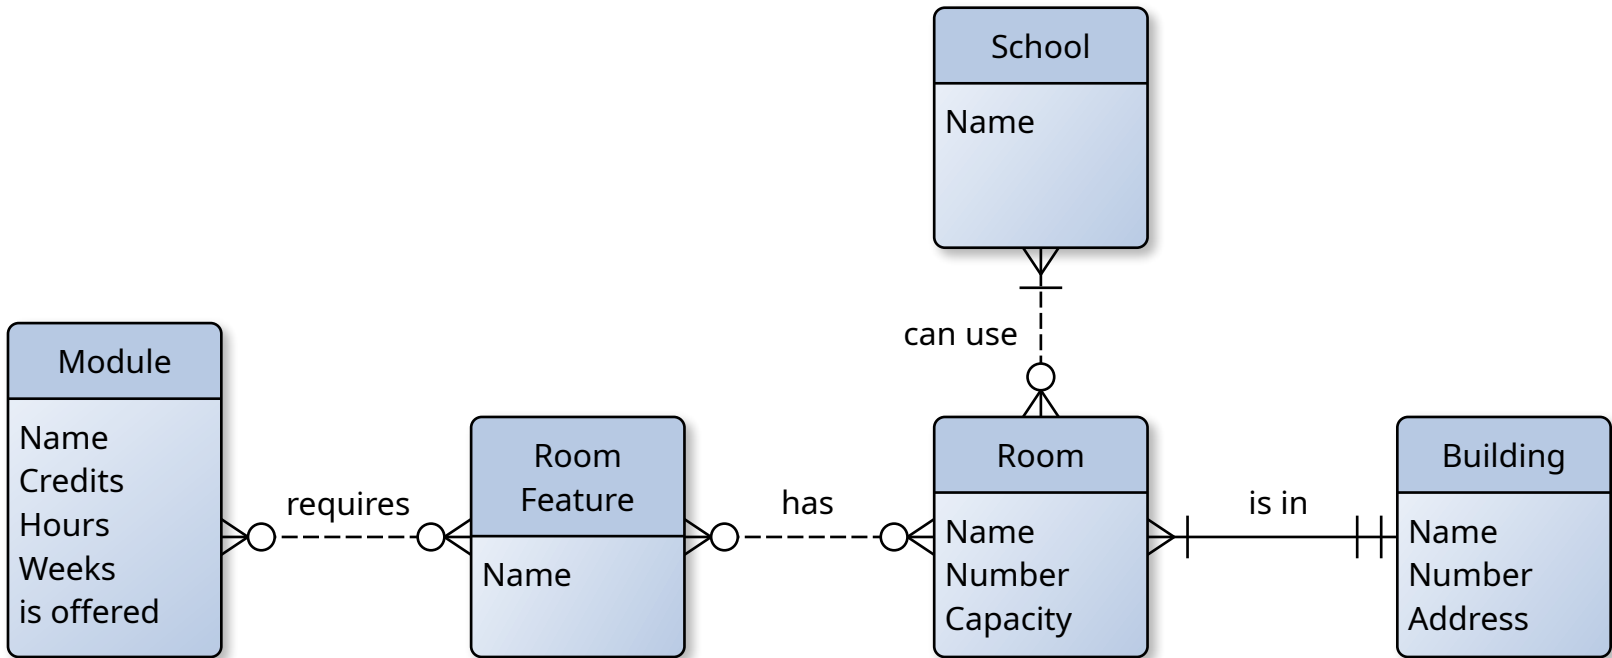 School
Name
can use
Module
Name
Credits
Hours
Weeks
is offered
requires
Room
Feature
Name
has
Room
Name
Number
Capacity
is in
Building
Name
Number
Address